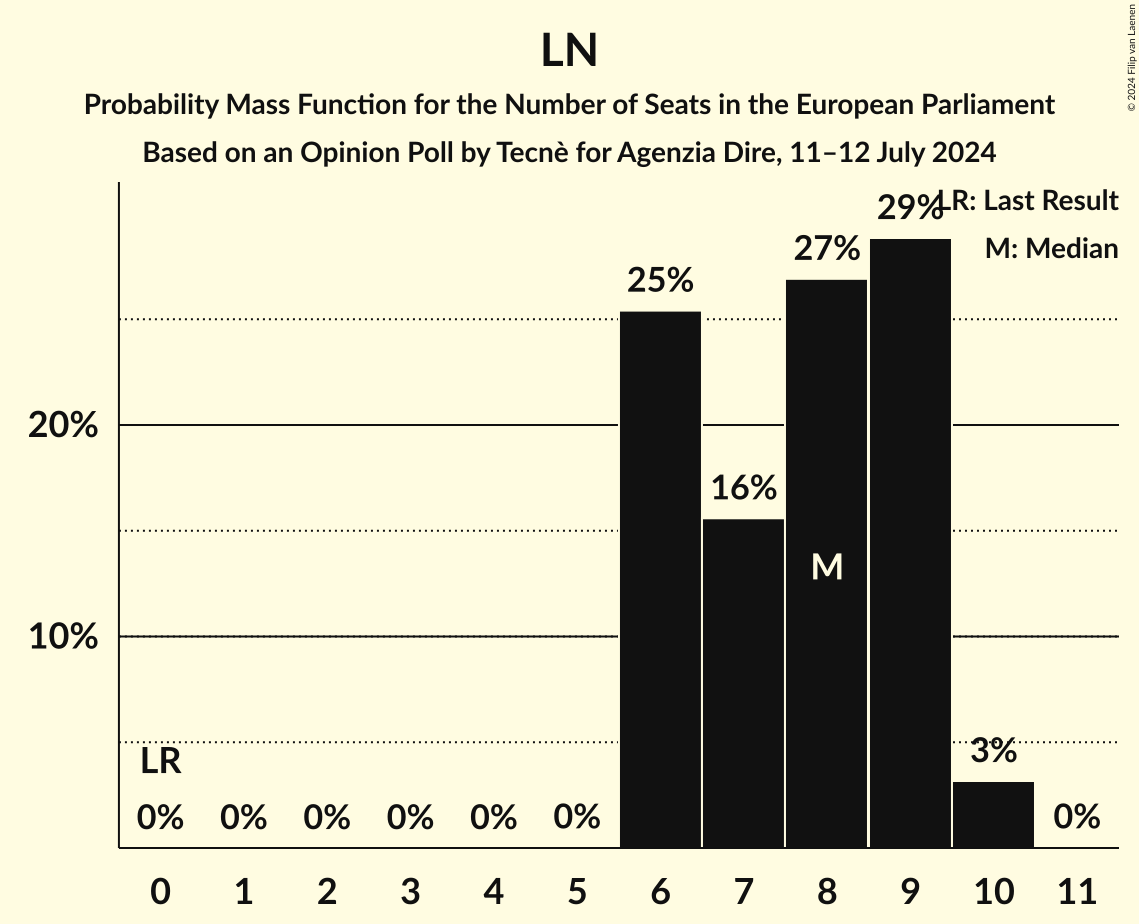 © 2024 Filip van Laenen
LN
Probability Mass Function for the Number of Seats in the European Parliament
Based on an Opinion Poll by Tecnè for Agenzia Dire, 11–12 July 2024
LR: Last Result
M: Median
29%
27%
25%
20%
16%
M
10%
LR
3%
0% 0% 0% 0% 0% 0% 0%
0 1 2 3 4 5 6 7 8 9 10 11